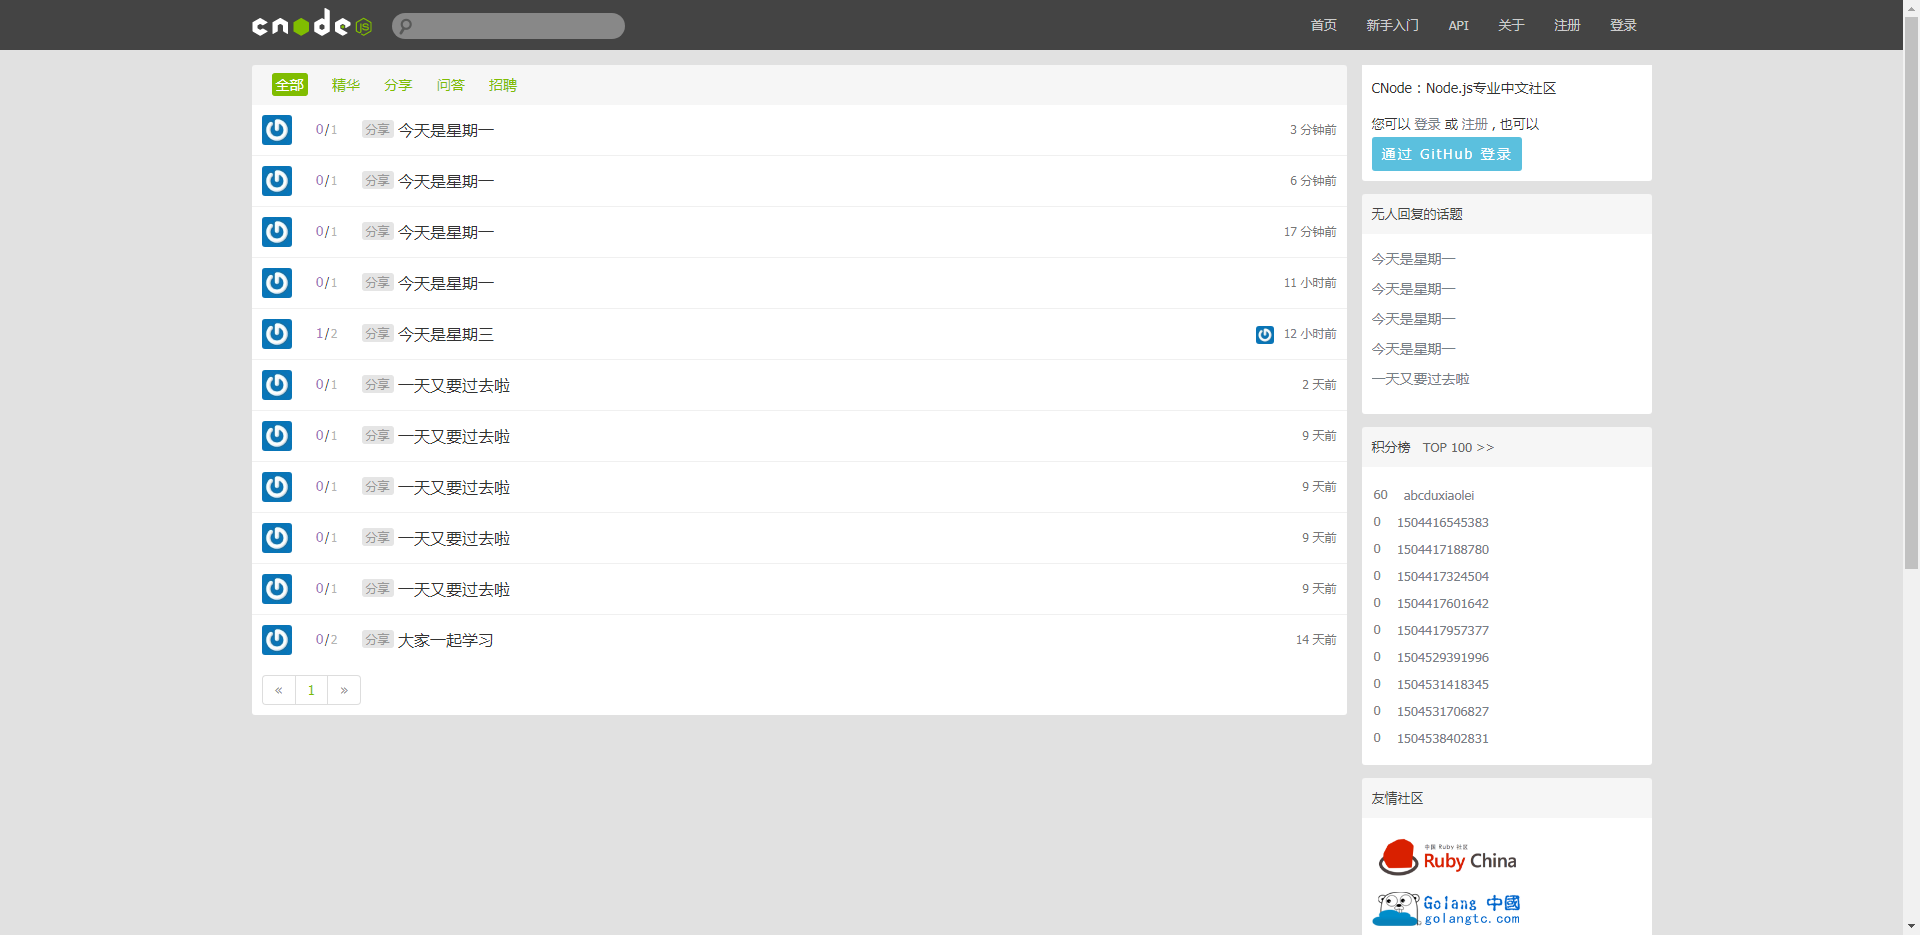 cnodejs
首页 新手入门 API 关于 注册 登录
全部 精华 分享 问答 招聘
0/1 分享 今天是星期一 3 分钟前
0/1 分享 今天是星期一 6 分钟前
0/1 分享 今天是星期一 17 分钟前
0/1 分享 今天是星期一 11 小时前
1/2 分享 今天是星期三 12 小时前
0/1 分享 一天又要过去啦 2 天前
0/1 分享 一天又要过去啦 9 天前
0/1 分享 一天又要过去啦 9 天前
0/1 分享 一天又要过去啦 9 天前
0/1 分享 一天又要过去啦 9 天前
0/2 分享 大家一起学习 14 天前
« 1 »
CNode：Node.js专业中文社区
您可以 登录 或 注册 , 也可以
通过 GitHub 登录
无人回复的话题
今天是星期一
今天是星期一
今天是星期一
今天是星期一
一天又要过去啦
积分榜 TOP 100 >>
60 abcduxiaolei
0 1504416545383
0 1504417188780
0 1504417324504
0 1504417601642
0 1504417957377
0 1504529391996
0 1504531418345
0 1504531706827
0 1504538402831
友情社区
中国 Ruby 社区
Ruby China
Golang 中國
golangtc.com